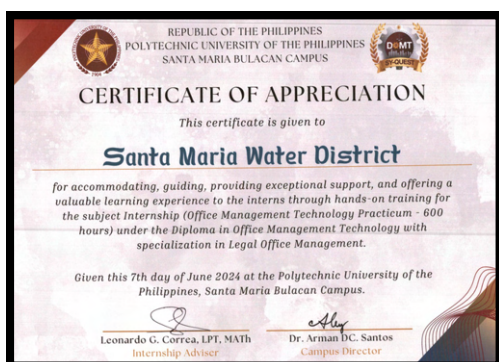 REPUBLIC OF THE PHILIPPINES
POLYTECHNIC UNIVERSITY OF THE PHILIPPINES
SANTA MARIA BULACAN CAMPUS
DOMT
CERTIFICATE OF APPRECIATION
This certificate is given to
Santa Maria Water District
for accommodating, guiding, providing exceptional support, and offering a
valuable learning experience to the interns through hands-on training for
the subject Internship (Office Management Technology Practicum - 600
hours) under the Diploma in Office Management Technology with
specialization in Legal Office Management.
Given this 7th day of June 2024 at the Polytechnic University of the
Philippines, Santa Maria Bulacan Campus.
Leonardo G. Correa, LPT, MATh
Internship Adviser
Dr. Arman DC. Santos
Campus Director